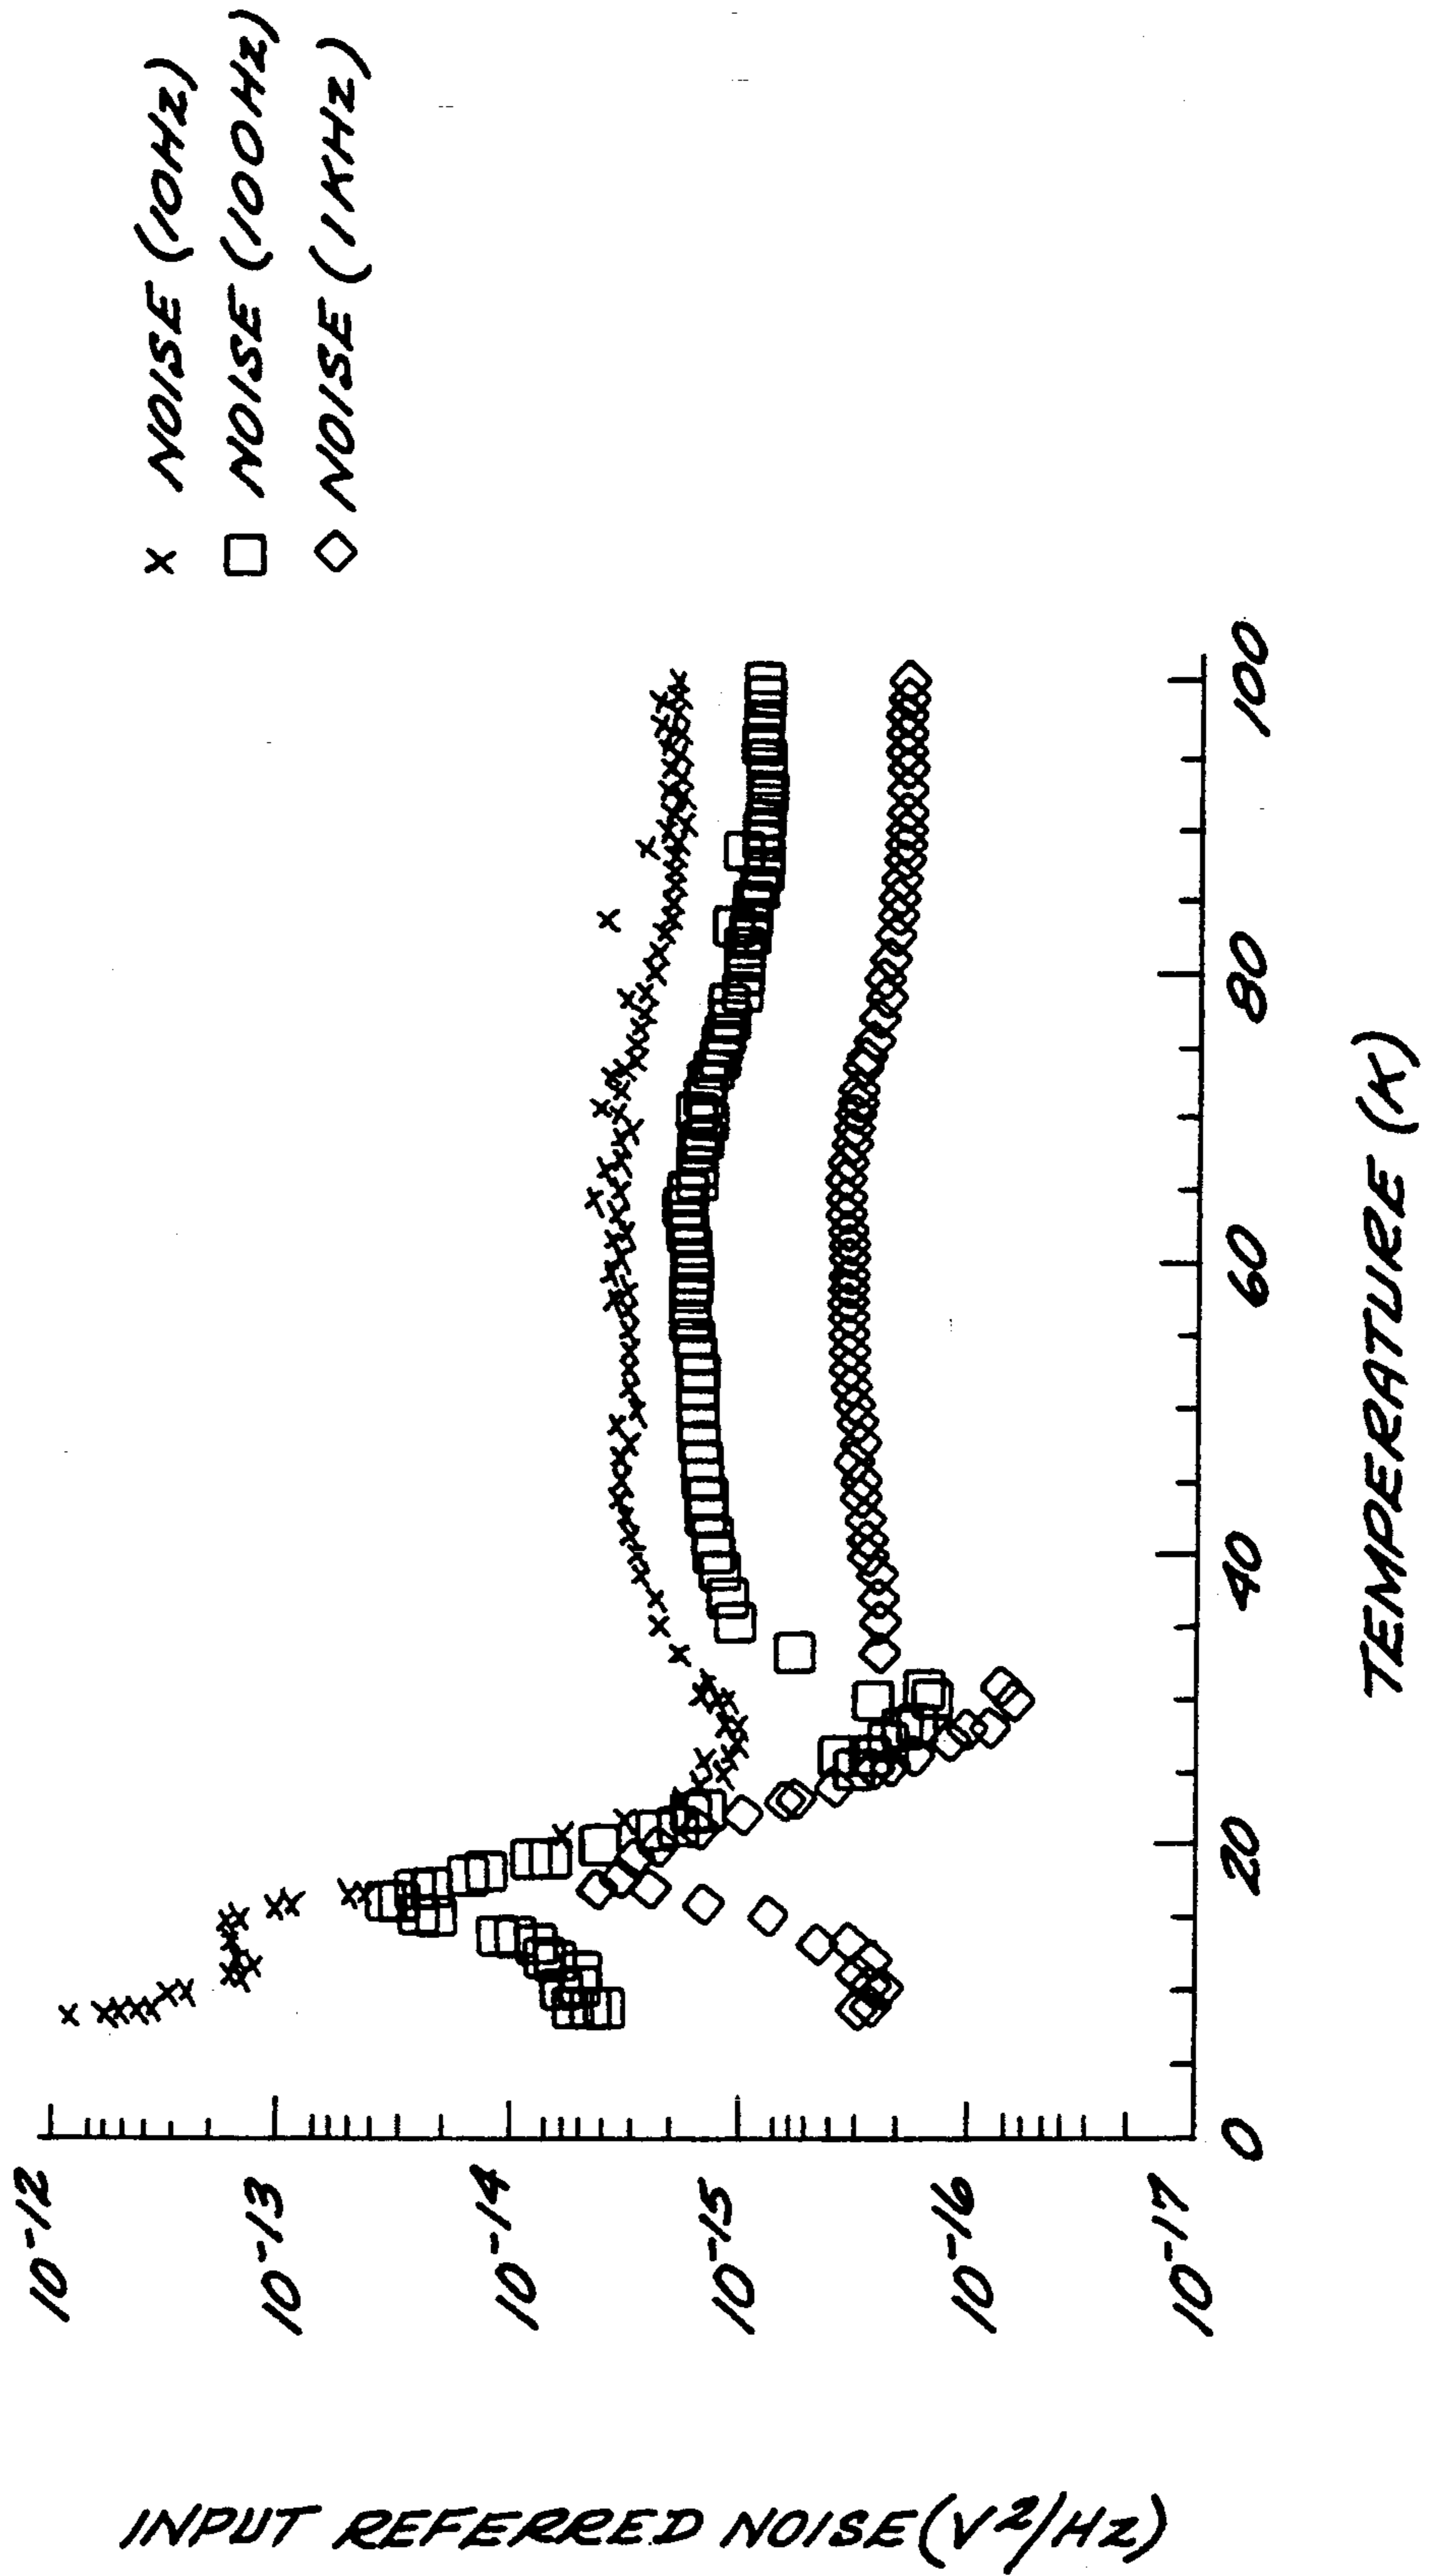 × NOISE (10HZ)
□ NOISE (100HZ)
◇ NOISE (1KHZ)
INPUT REFERRED NOISE (V²/HZ)
10⁻¹²
10⁻¹³
10⁻¹⁴
10⁻¹⁵
10⁻¹⁶
10⁻¹⁷
0 20 40 60 80 100
TEMPERATURE (K)